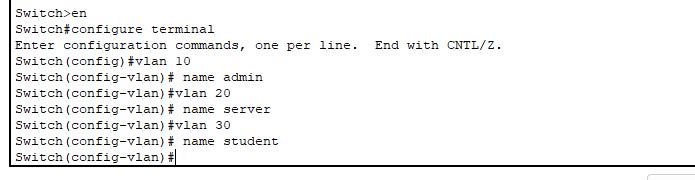 Switch>en
Switch#configure terminal
Enter configuration commands, one per line.  End with CNTL/Z.
Switch(config)#vlan 10
Switch(config-vlan)# name admin
Switch(config-vlan)#vlan 20
Switch(config-vlan)# name server
Switch(config-vlan)#vlan 30
Switch(config-vlan)# name student
Switch(config-vlan)#